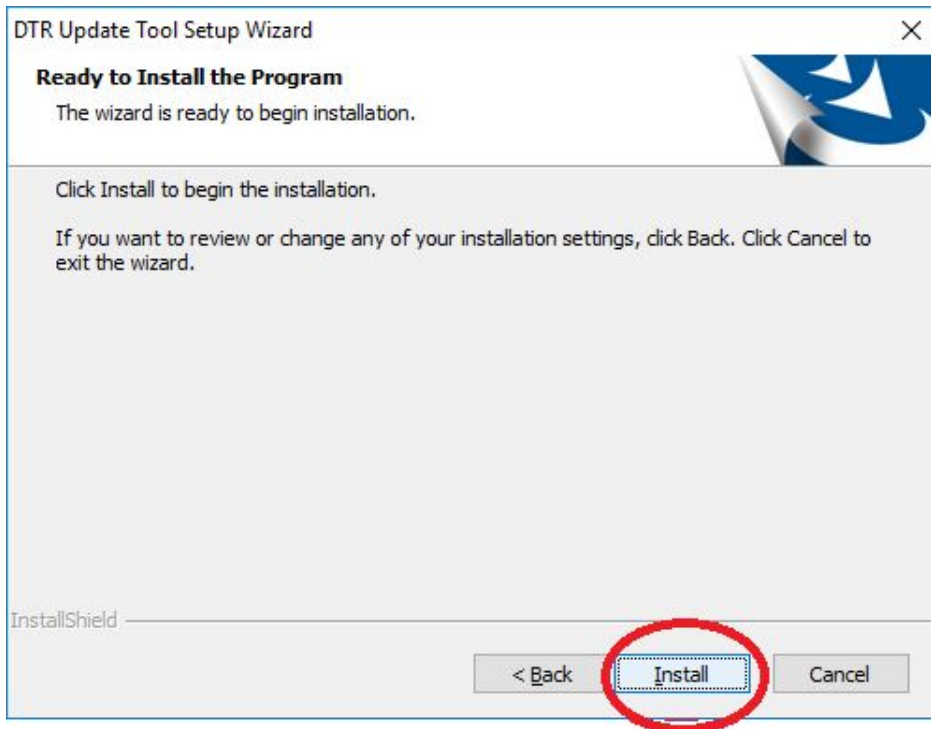 DTR Update Tool Setup Wizard
Ready to Install the Program
The wizard is ready to begin installation.
Click Install to begin the installation.
If you want to review or change any of your installation settings, click Back. Click Cancel to
exit the wizard.
InstallShield
< Back Install Cancel